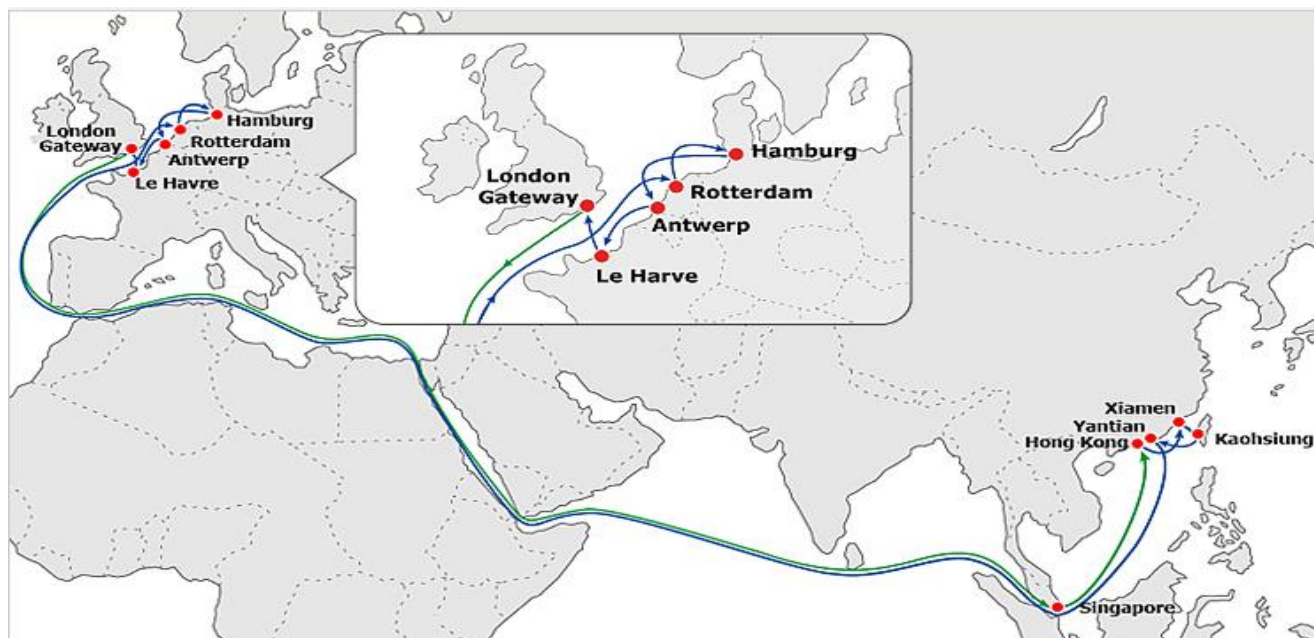 Hamburg
London
Gateway
Rotterdam
Antwerp
Le Havre
Hamburg
London
Gateway
Rotterdam
Antwerp
Le Harve
Xiamen
Yantian
Hong Kong
Kaohsiung
Singapore